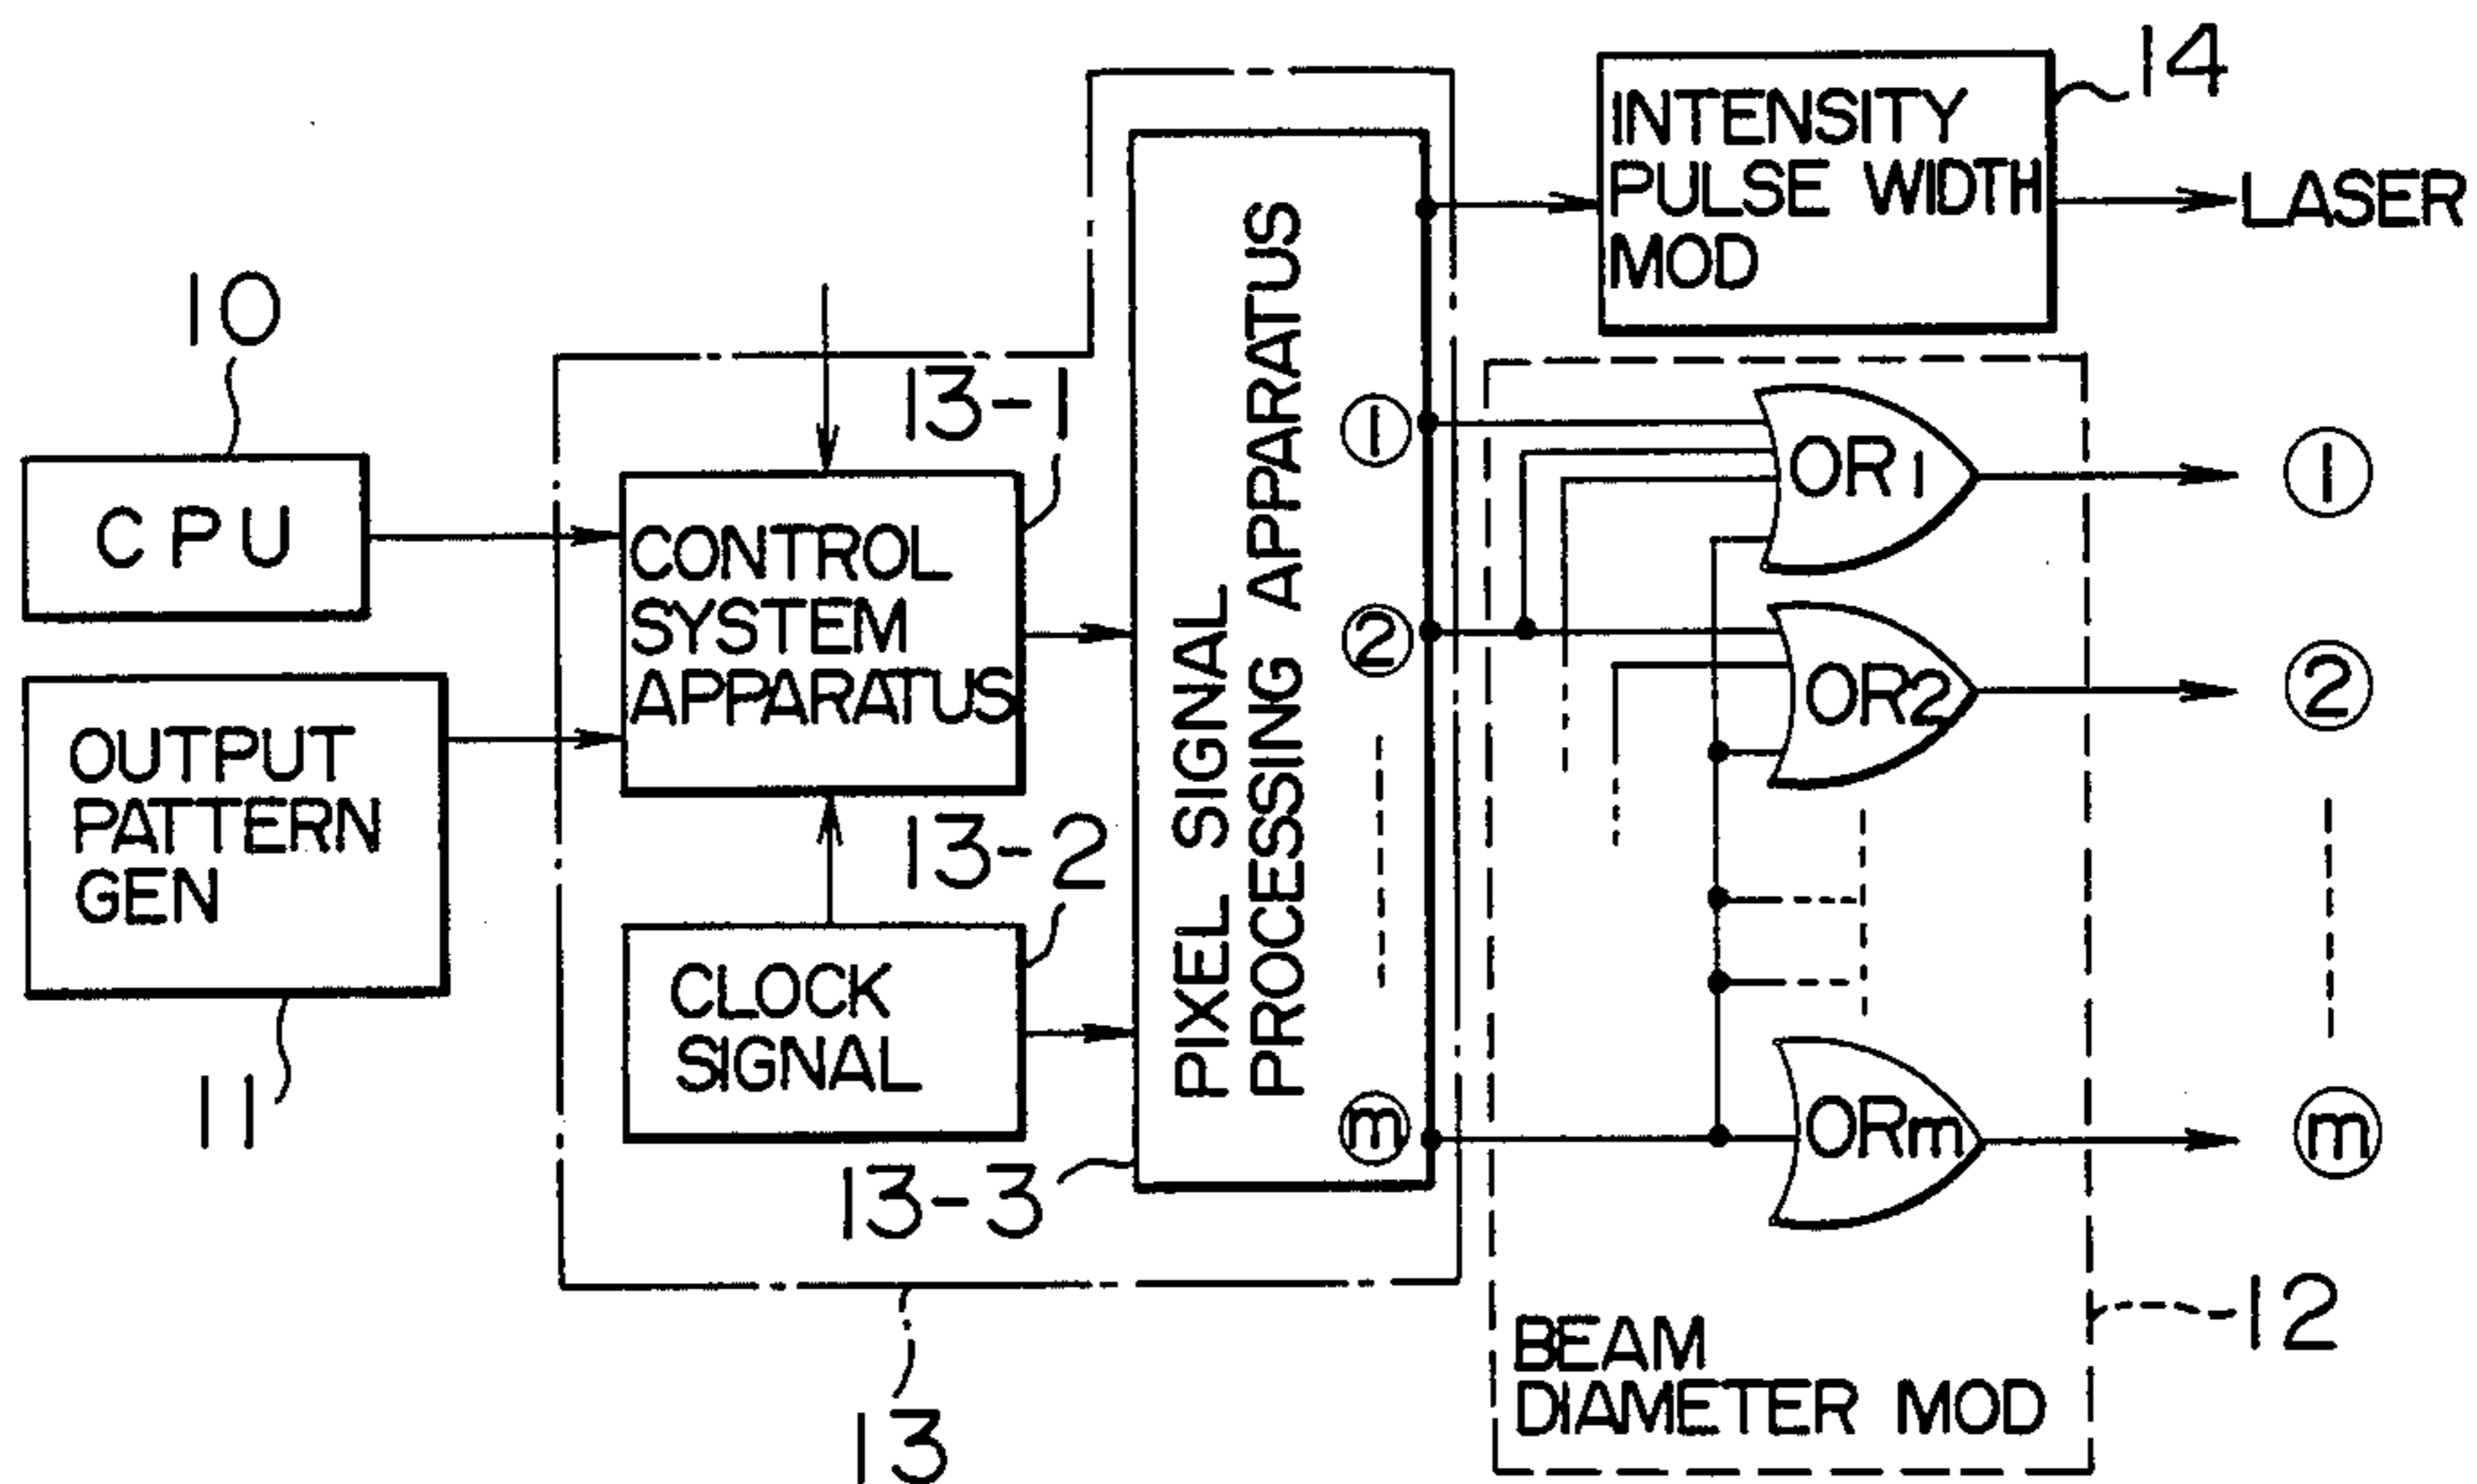 14
INTENSITY
PULSE WIDTH
MOD
LASER
10
CPU
13-1
CONTROL
SYSTEM
APPARATUS
OUTPUT
PATTERN
GEN
11
13-2
CLOCK
SIGNAL
13-3
13
PIXEL SIGNAL
PROCESSING APPARATUS
①
②
ⓜ
OR1
OR2
ORm
①
②
ⓜ
12
BEAM
DIAMETER MOD